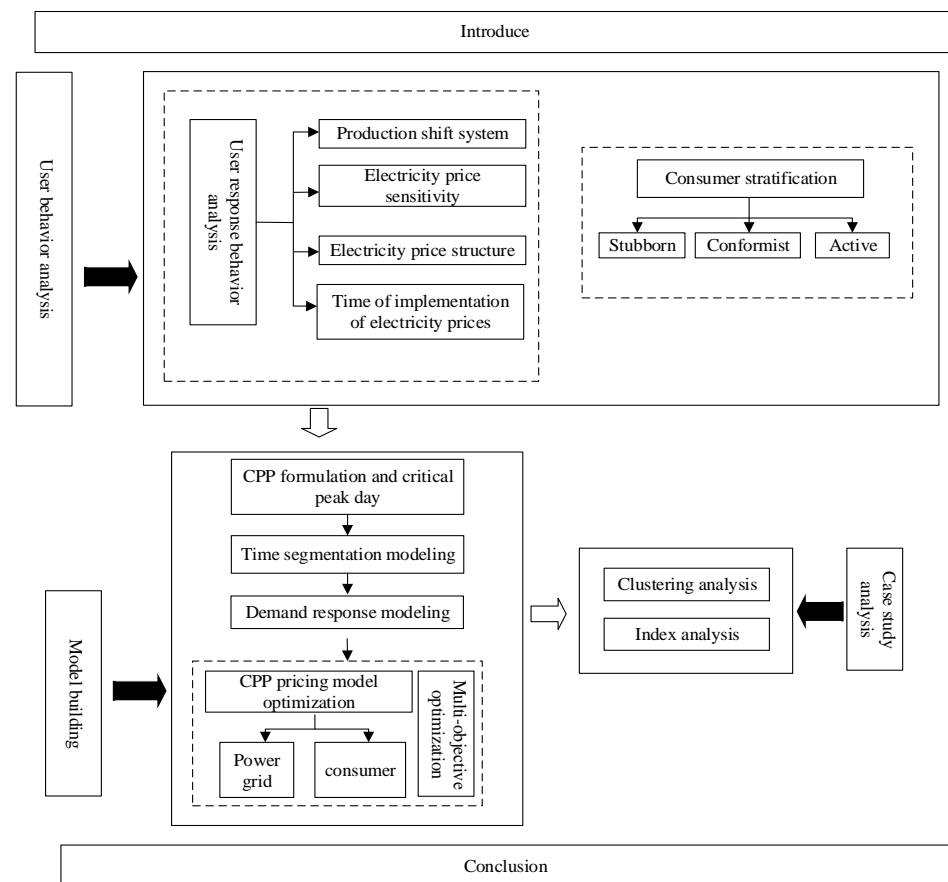 Introduce
User behavior analysis
User response behavior
analysis
Production shift system
Electricity price
sensitivity
Electricity price structure
Time of implementation
of electricity prices
Consumer stratification
Stubborn
Conformist
Active
CPP formulation and critical
peak day
Time segmentation modeling
Demand response modeling
CPP pricing model
optimization
Power
grid
consumer
Multi-objective
optimization
Model building
Clustering analysis
Index analysis
Case study
analysis
Conclusion